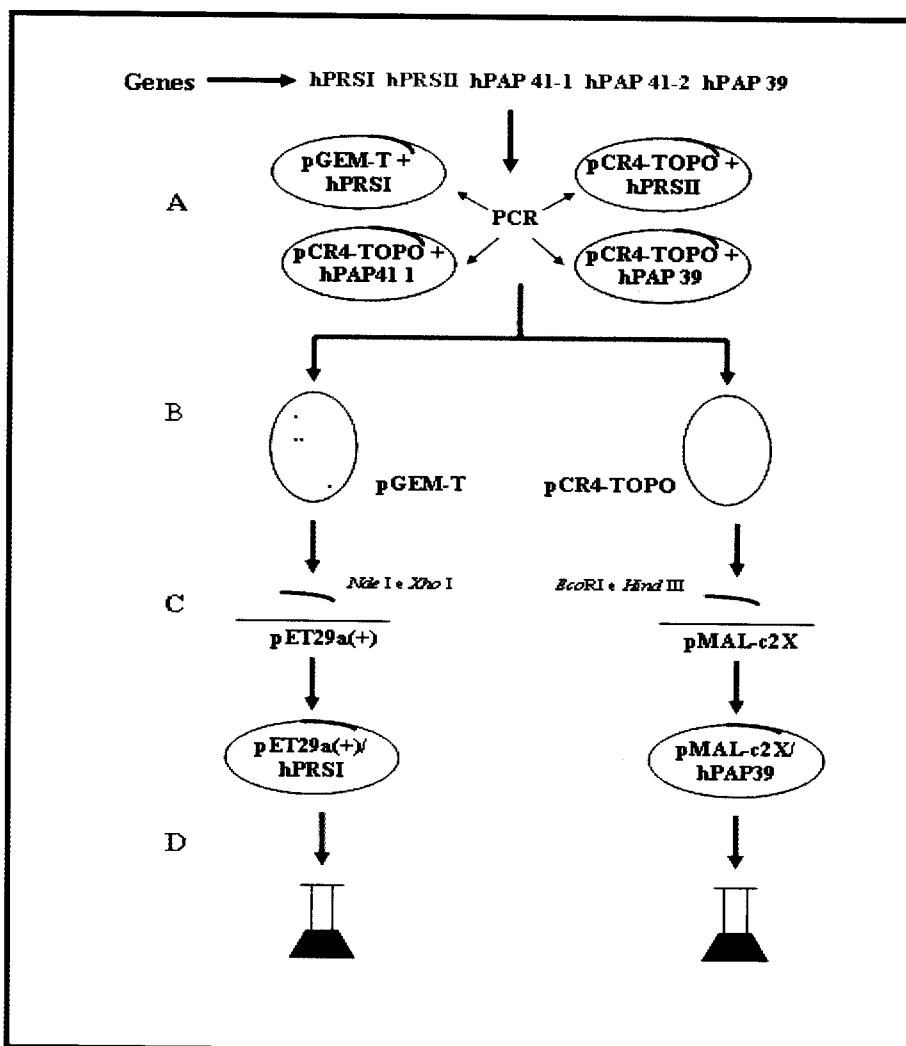 Genes hPRSI hPRSII hPAP 41-1 hPAP 41-2 hPAP 39
pGEM-T +
hPRSI
pCR4-TOPO +
hPRSII
A
PCR
pCR4-TOPO +
hPAP41 1
pCR4-TOPO +
hPAP 39
B
pGEM-T
pCR4-TOPO
C
Nde I e Xho I
EcoRI e Hind III
pET29a(+)
pMAL-c2X
pET29a(+)/
hPRSI
pMAL-c2X/
hPAP39
D